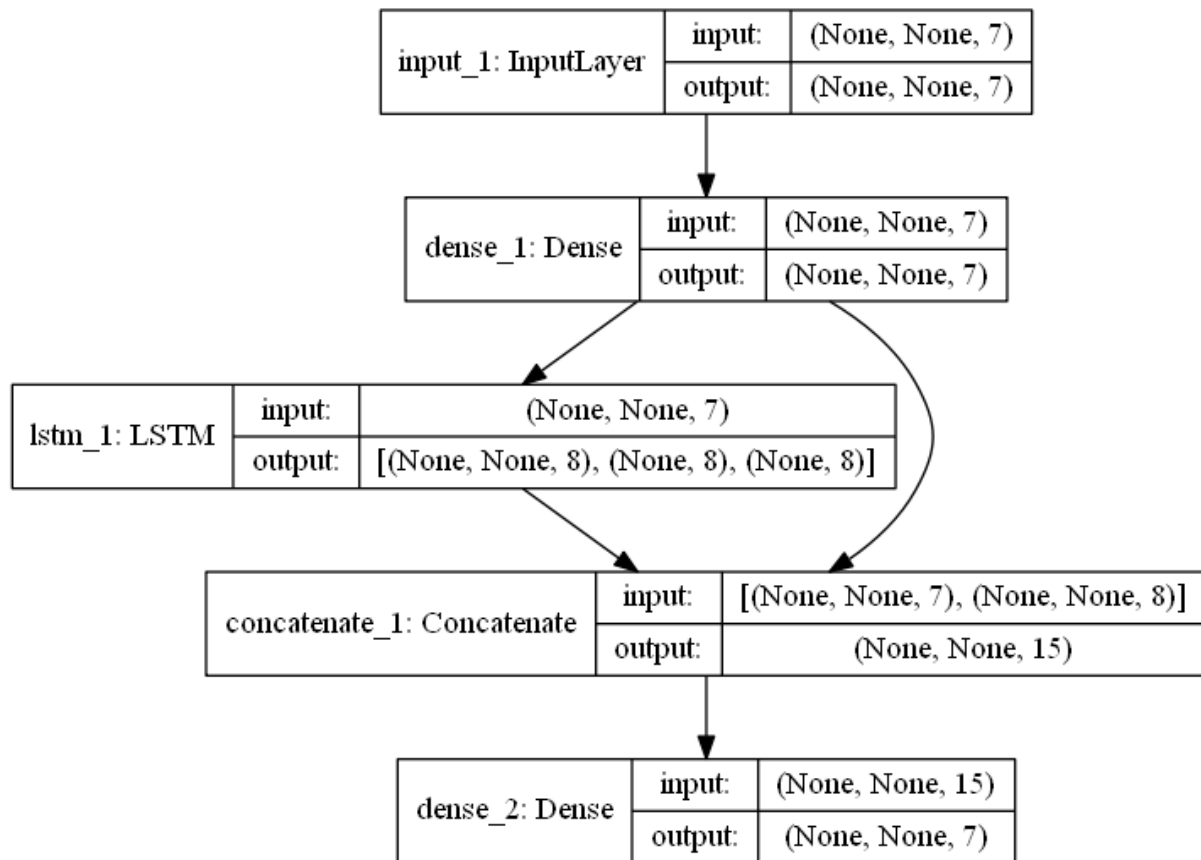 input_1: InputLayer
input: (None, None, 7)
output: (None, None, 7)
dense_1: Dense
input: (None, None, 7)
output: (None, None, 7)
lstm_1: LSTM
input: (None, None, 7)
output: [(None, None, 8), (None, 8), (None, 8)]
concatenate_1: Concatenate
input: [(None, None, 7), (None, None, 8)]
output: (None, None, 15)
dense_2: Dense
input: (None, None, 15)
output: (None, None, 7)